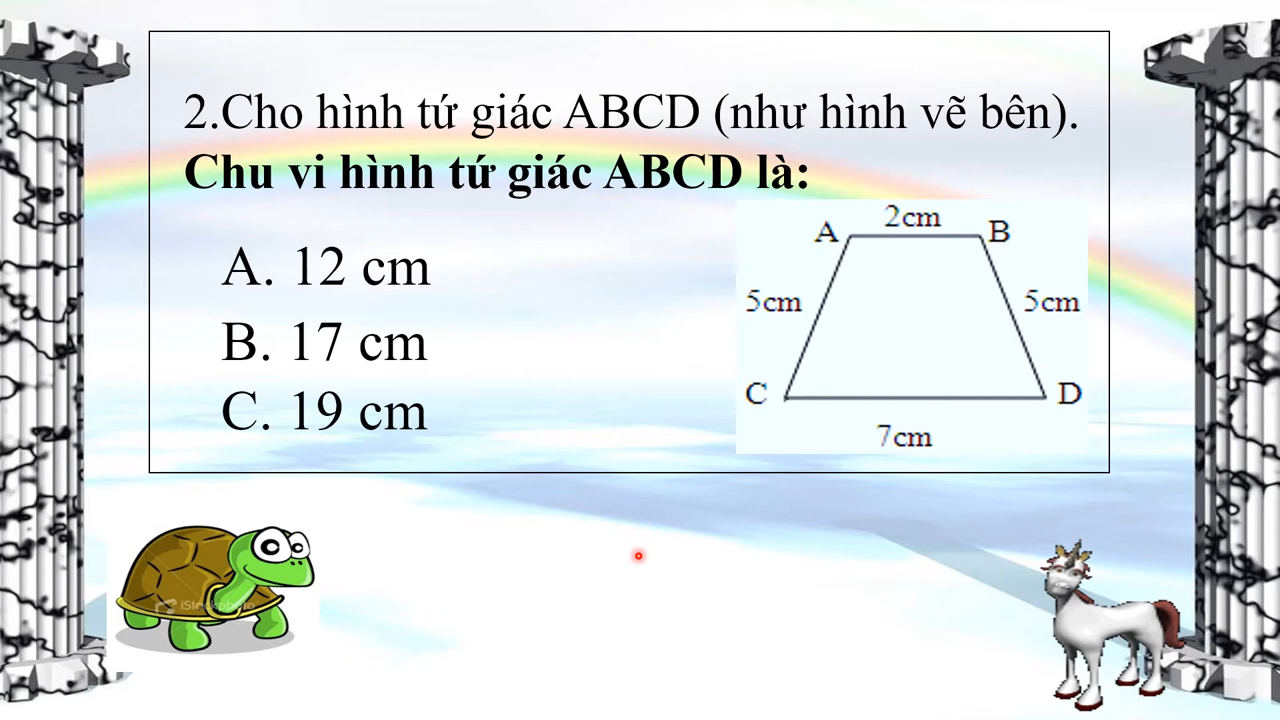 2.Cho hình tứ giác ABCD (như hình vẽ bên).
Chu vi hình tứ giác ABCD là:
A. 12 cm
B. 17 cm
C. 19 cm
2cm
A B
5cm 5cm
C D
7cm
iStockphoto